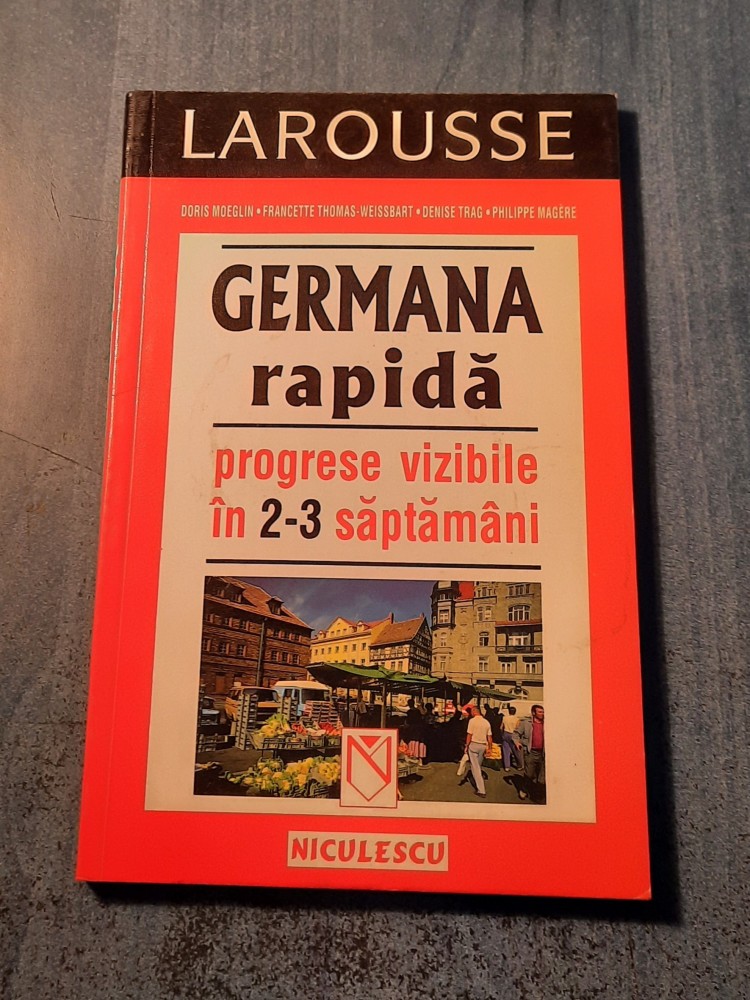 LAROUSSE
DORIS MOEGLIN • FRANCETTE THOMAS-WEISSBART • DENISE TRAG • PHILIPPE MAGÈRE
GERMANA
rapidă
progrese vizibile
în 2-3 săptămâni
N
NICULESCU